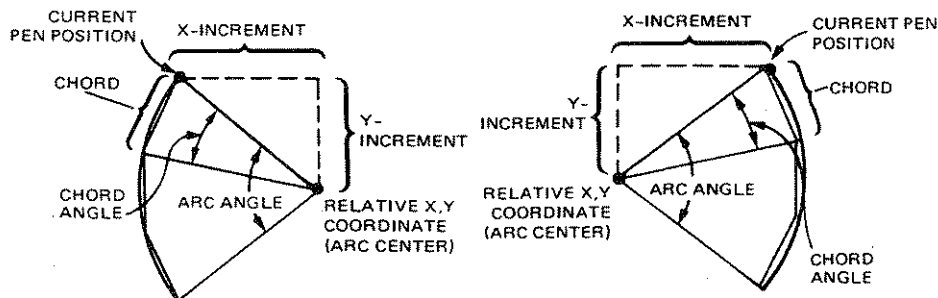 CURRENT
PEN POSITION
X-INCREMENT
CHORD
Y-
INCREMENT
CHORD
ANGLE
ARC ANGLE
RELATIVE X,Y
COORDINATE
(ARC CENTER)
X-INCREMENT
CURRENT PEN
POSITION
CHORD
Y-
INCREMENT
RELATIVE X,Y
COORDINATE
(ARC CENTER)
ARC ANGLE
CHORD
ANGLE